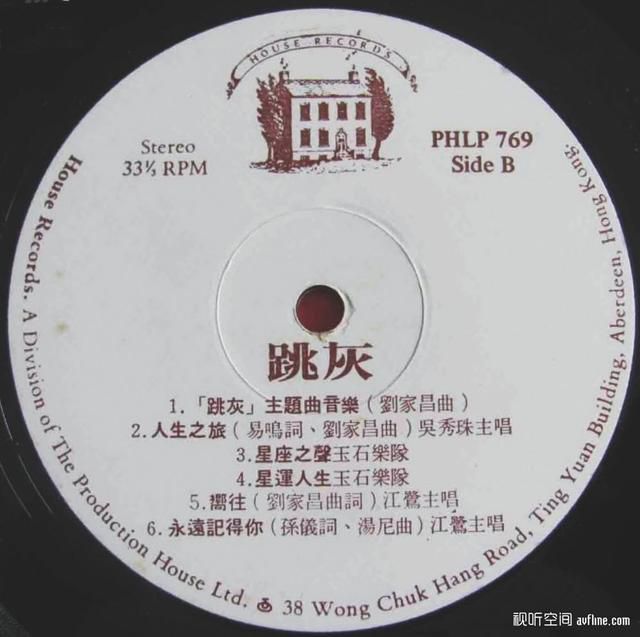 HOUSE RECORDS
Stereo
33⅓ RPM
PHLP 769
Side B
跳灰
1.「跳灰」主題曲音樂(劉家昌曲)
2.人生之旅(易鳴詞、劉家昌曲)吳秀珠主唱
3.星座之聲玉石樂隊
4.星運人生玉石樂隊
5.嚮往(劉家昌曲詞)江鷺主唱
6.永遠記得你(孫儀詞、湯尼曲)江鷺主唱
House Records. A Division of The Production House Ltd. 38 Wong Chuk Hang Road, Ting Yuan Building, Aberdeen, Hong Kong.
视听空间 avfline.com